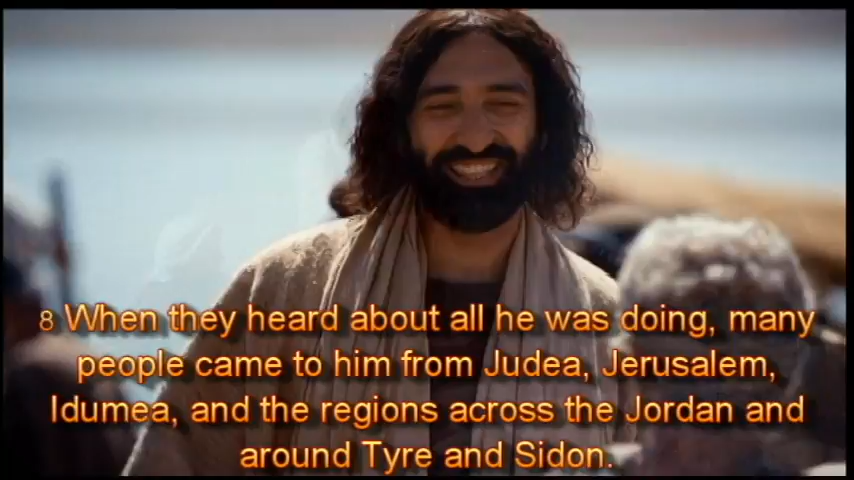 8 When they heard about all he was doing, many
people came to him from Judea, Jerusalem,
Idumea, and the regions across the Jordan and
around Tyre and Sidon.